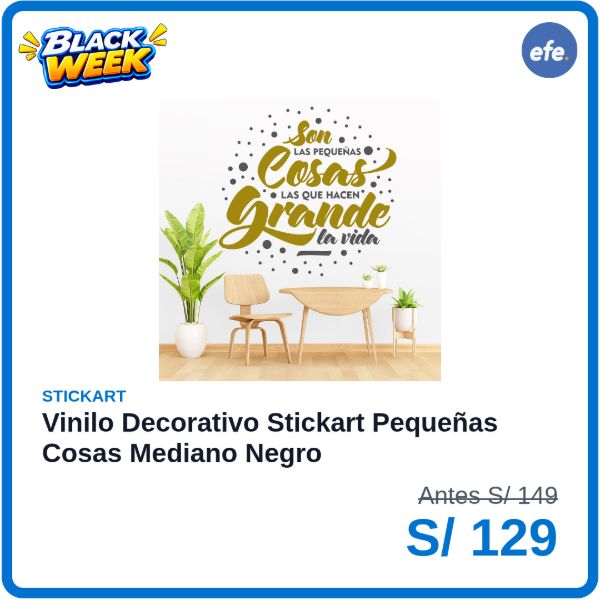 BLACK
WEEK
efe.
Son
LAS PEQUEÑAS
Cosas
LAS QUE HACEN
Grande
la vida
STICKART
Vinilo Decorativo Stickart Pequeñas
Cosas Mediano Negro
Antes S/ 149
S/ 129